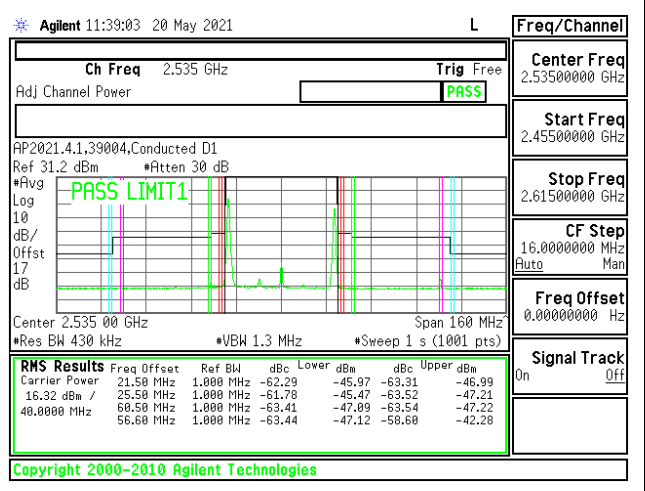 Agilent 11:39:03 20 May 2021 L
Ch Freq 2.535 GHz Trig Free
Adj Channel Power PASS
AP2021.4.1,39004,Conducted D1
Ref 31.2 dBm #Atten 30 dB
#Avg
Log
10
dB/
Offst
17
dB
PASS LIMIT1
Center 2.535 00 GHz Span 160 MHz^
#Res BW 430 kHz #VBW 1.3 MHz #Sweep 1 s (1001 pts)
RMS Results Freq Offset Ref BW dBc Lower dBm dBc Upper dBm
Carrier Power 21.50 MHz 1.000 MHz -62.29 -45.97 -63.31 -46.99
16.32 dBm / 25.50 MHz 1.000 MHz -61.78 -45.47 -63.52 -47.21
40.0000 MHz 60.50 MHz 1.000 MHz -63.41 -47.09 -63.54 -47.22
56.60 MHz 1.000 MHz -63.44 -47.12 -58.60 -42.28
Copyright 2000-2010 Agilent Technologies
Freq/Channel
Center Freq
2.53500000 GHz
Start Freq
2.45500000 GHz
Stop Freq
2.61500000 GHz
CF Step
16.0000000 MHz
Auto Man
Freq Offset
0.00000000 Hz
Signal Track
On Off